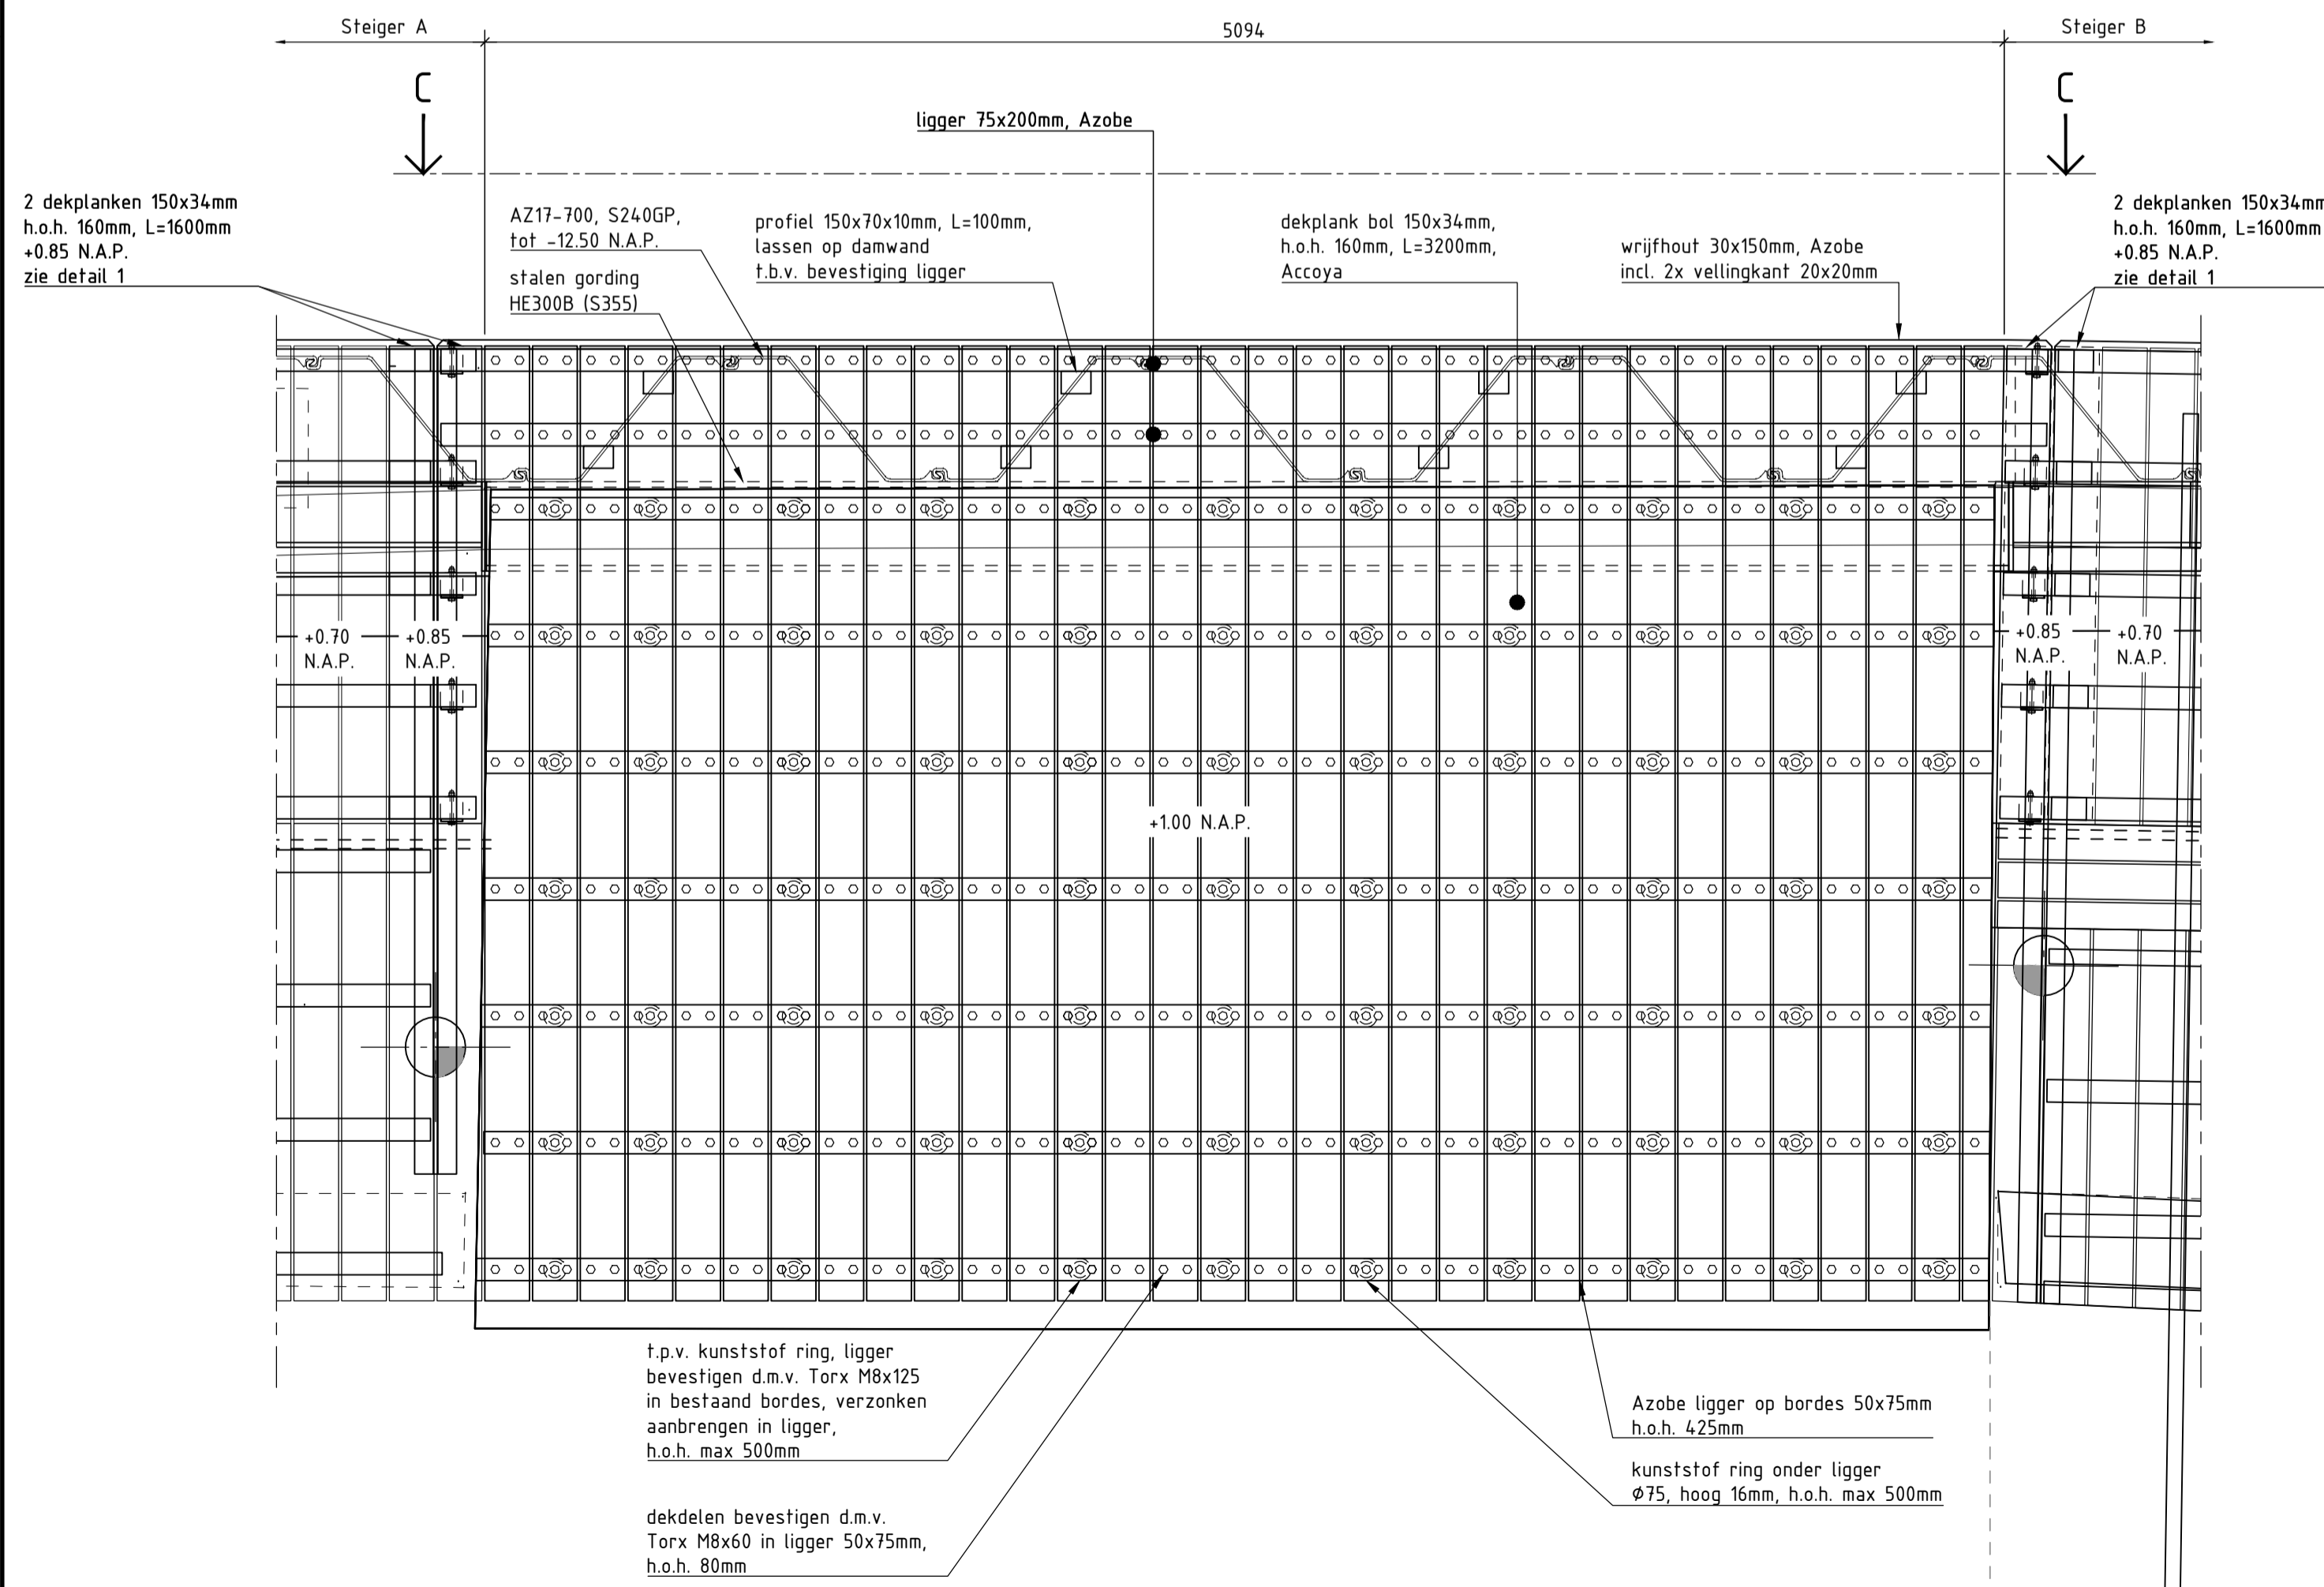 Steiger A
5094
Steiger B
C
C
ligger 75x200mm, Azobe
2 dekplanken 150x34mm
h.o.h. 160mm, L=1600mm
+0.85 N.A.P.
zie detail 1
AZ17-700, S240GP,
tot -12.50 N.A.P.
stalen gording
HE300B (S355)
profiel 150x70x10mm, L=100mm,
lassen op damwand
t.b.v. bevestiging ligger
dekplank bol 150x34mm,
h.o.h. 160mm, L=3200mm,
Accoya
wrijfhout 30x150mm, Azobe
incl. 2x vellingkant 20x20mm
2 dekplanken 150x34mm
h.o.h. 160mm, L=1600mm
+0.85 N.A.P.
zie detail 1
+0.70
N.A.P.
+0.85
N.A.P.
+0.85
N.A.P.
+0.70
N.A.P.
+1.00 N.A.P.
t.p.v. kunststof ring, ligger
bevestigen d.m.v. Torx M8x125
in bestaand bordes, verzonken
aanbrengen in ligger,
h.o.h. max 500mm
dekdelen bevestigen d.m.v.
Torx M8x60 in ligger 50x75mm,
h.o.h. 80mm
Azobe ligger op bordes 50x75mm
h.o.h. 425mm
kunststof ring onder ligger
Ø75, hoog 16mm, h.o.h. max 500mm